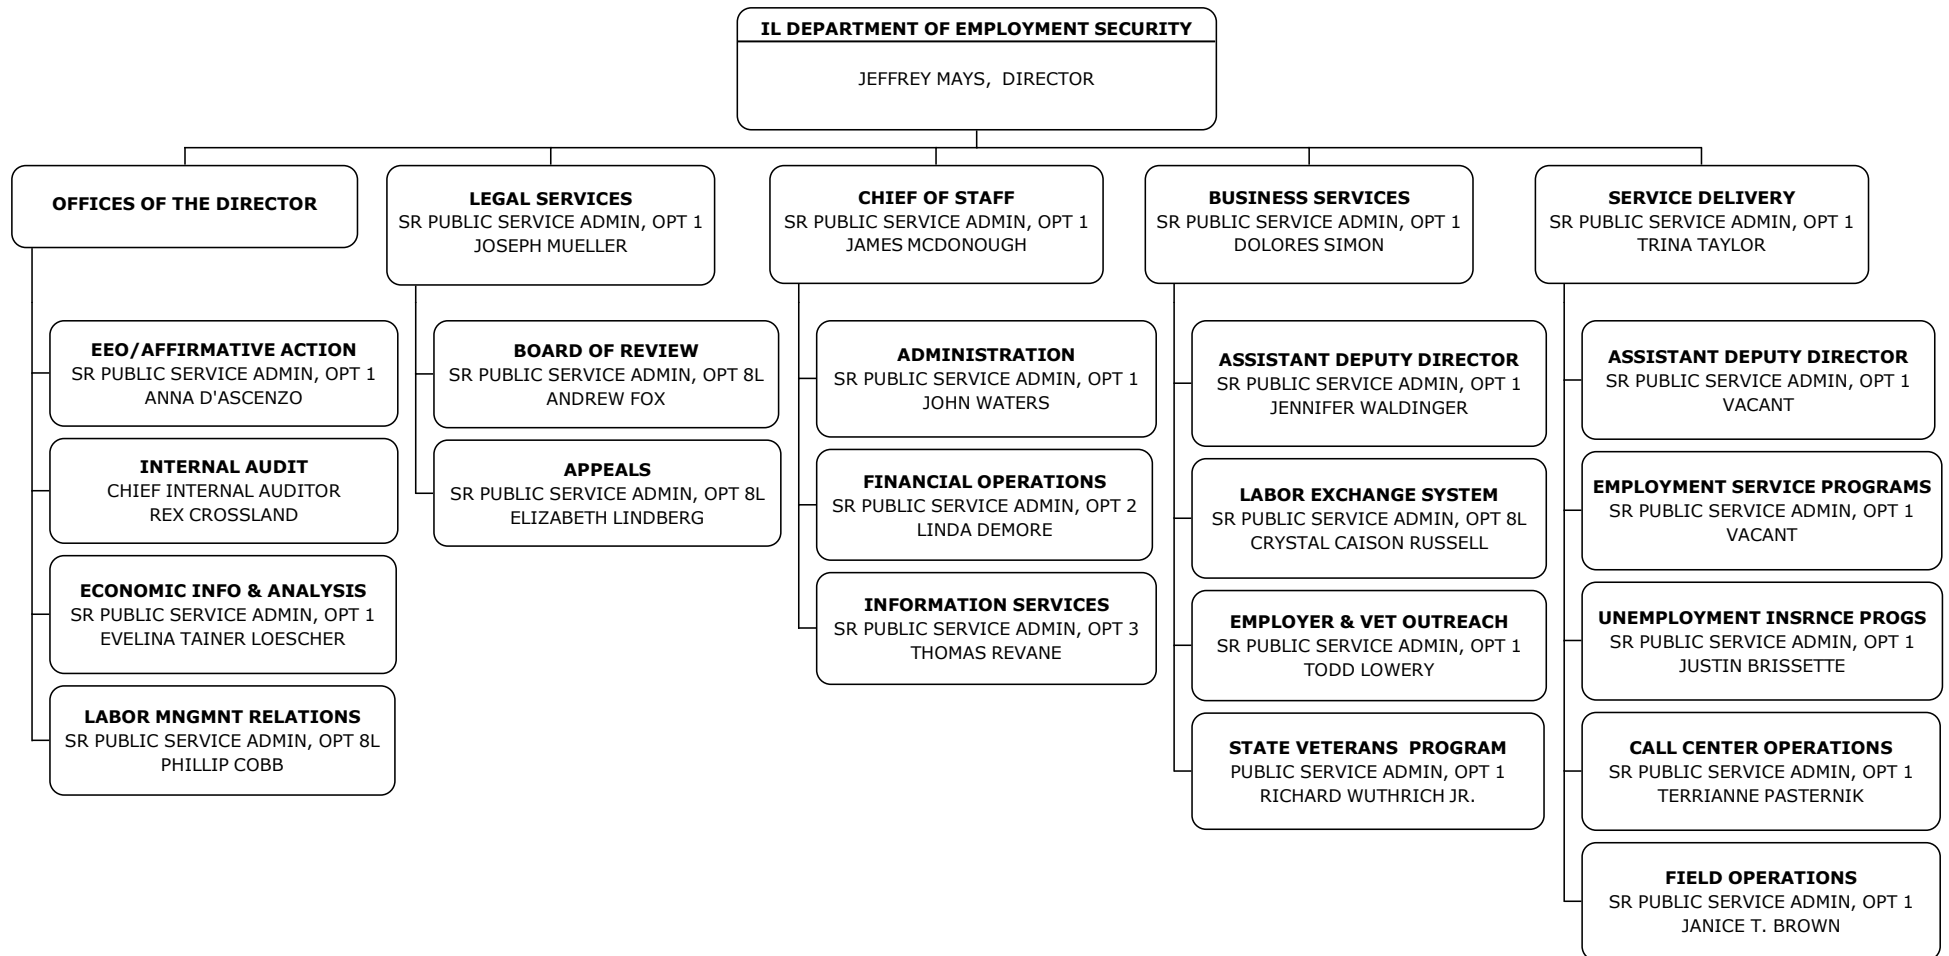 IL DEPARTMENT OF EMPLOYMENT SECURITY
JEFFREY MAYS,  DIRECTOR
OFFICES OF THE DIRECTOR
EEO/AFFIRMATIVE ACTION
SR PUBLIC SERVICE ADMIN, OPT 1
ANNA D'ASCENZO
INTERNAL AUDIT
CHIEF INTERNAL AUDITOR
REX CROSSLAND
ECONOMIC INFO & ANALYSIS
SR PUBLIC SERVICE ADMIN, OPT 1
EVELINA TAINER LOESCHER
LABOR MNGMNT RELATIONS
SR PUBLIC SERVICE ADMIN, OPT 8L
PHILLIP COBB
LEGAL SERVICES
SR PUBLIC SERVICE ADMIN, OPT 1
JOSEPH MUELLER
BOARD OF REVIEW
SR PUBLIC SERVICE ADMIN, OPT 8L
ANDREW FOX
APPEALS
SR PUBLIC SERVICE ADMIN, OPT 8L
ELIZABETH LINDBERG
CHIEF OF STAFF
SR PUBLIC SERVICE ADMIN, OPT 1
JAMES MCDONOUGH
ADMINISTRATION
SR PUBLIC SERVICE ADMIN, OPT 1
JOHN WATERS
FINANCIAL OPERATIONS
SR PUBLIC SERVICE ADMIN, OPT 2
LINDA DEMORE
INFORMATION SERVICES
SR PUBLIC SERVICE ADMIN, OPT 3
THOMAS REVANE
BUSINESS SERVICES
SR PUBLIC SERVICE ADMIN, OPT 1
DOLORES SIMON
ASSISTANT DEPUTY DIRECTOR
SR PUBLIC SERVICE ADMIN, OPT 1
JENNIFER WALDINGER
LABOR EXCHANGE SYSTEM
SR PUBLIC SERVICE ADMIN, OPT 8L
CRYSTAL CAISON RUSSELL
EMPLOYER & VET OUTREACH
SR PUBLIC SERVICE ADMIN, OPT 1
TODD LOWERY
STATE VETERANS  PROGRAM
PUBLIC SERVICE ADMIN, OPT 1
RICHARD WUTHRICH JR.
SERVICE DELIVERY
SR PUBLIC SERVICE ADMIN, OPT 1
TRINA TAYLOR
ASSISTANT DEPUTY DIRECTOR
SR PUBLIC SERVICE ADMIN, OPT 1
VACANT
EMPLOYMENT SERVICE PROGRAMS
SR PUBLIC SERVICE ADMIN, OPT 1
VACANT
UNEMPLOYMENT INSRNCE PROGS
SR PUBLIC SERVICE ADMIN, OPT 1
JUSTIN BRISSETTE
CALL CENTER OPERATIONS
SR PUBLIC SERVICE ADMIN, OPT 1
TERRIANNE PASTERNIK
FIELD OPERATIONS
SR PUBLIC SERVICE ADMIN, OPT 1
JANICE T. BROWN